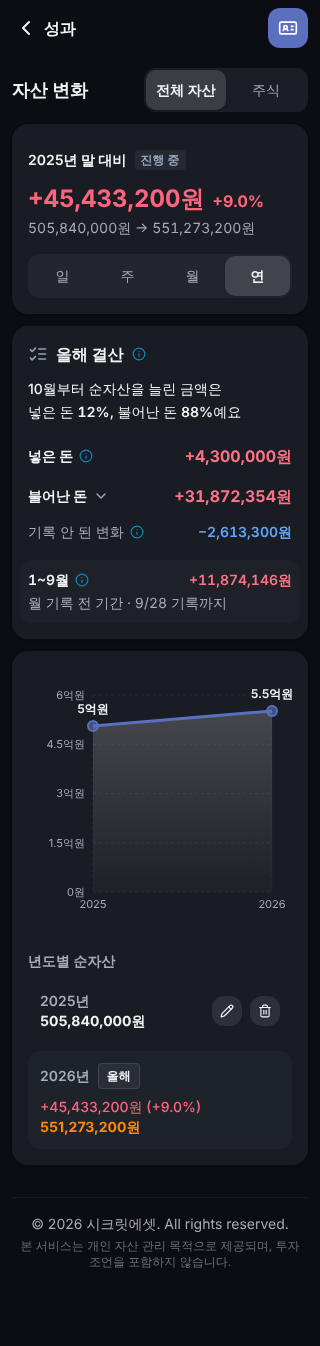 성과
자산 변화
전체 자산
주식
2025년 말 대비 진행 중
+45,433,200원 +9.0%
505,840,000원 → 551,273,200원
일
주
월
연
올해 결산
10월부터 순자산을 늘린 금액은
넣은 돈 12%, 불어난 돈 88%예요
넣은 돈 +4,300,000원
불어난 돈 +31,872,354원
기록 안 된 변화 −2,613,300원
1~9월 +11,874,146원
월 기록 전 기간 · 9/28 기록까지
6억원
5억원
5.5억원
4.5억원
3억원
1.5억원
0원
2025
2026
년도별 순자산
2025년
505,840,000원
2026년 올해
+45,433,200원 (+9.0%)
551,273,200원
© 2026 시크릿에셋. All rights reserved.
본 서비스는 개인 자산 관리 목적으로 제공되며, 투자
조언을 포함하지 않습니다.